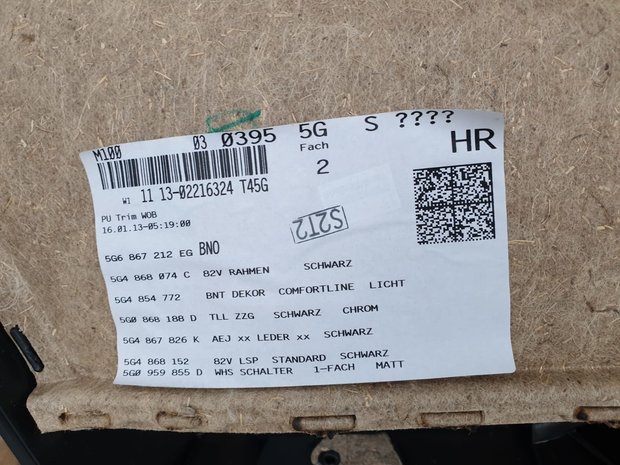 M100 03 0395 5G S ????
Fach
HR
2
W1 11 13-02216324 T45G
PU Trim WOB
16.01.13-05:19:00
S2T2
5G6 867 212 EG BNO
5G4 868 074 C 82V RAHMEN SCHWARZ
5G4 854 772 BNT DEKOR COMFORTLINE LICHT
5G0 868 188 D TLL ZZG SCHWARZ CHROM
5G4 867 826 K AEJ xx LEDER xx SCHWARZ
5G4 868 152 82V LSP STANDARD SCHWARZ
5G0 959 855 D WHS SCHALTER 1-FACH MATT